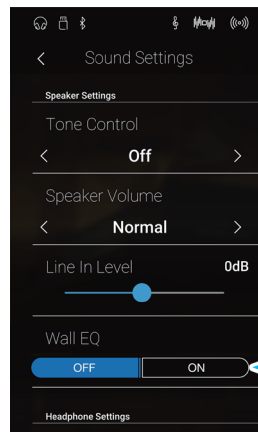 Sound Settings
Speaker Settings
Tone Control
Off
Speaker Volume
Normal
Line In Level 0dB
Wall EQ
OFF ON
Headphone Settings